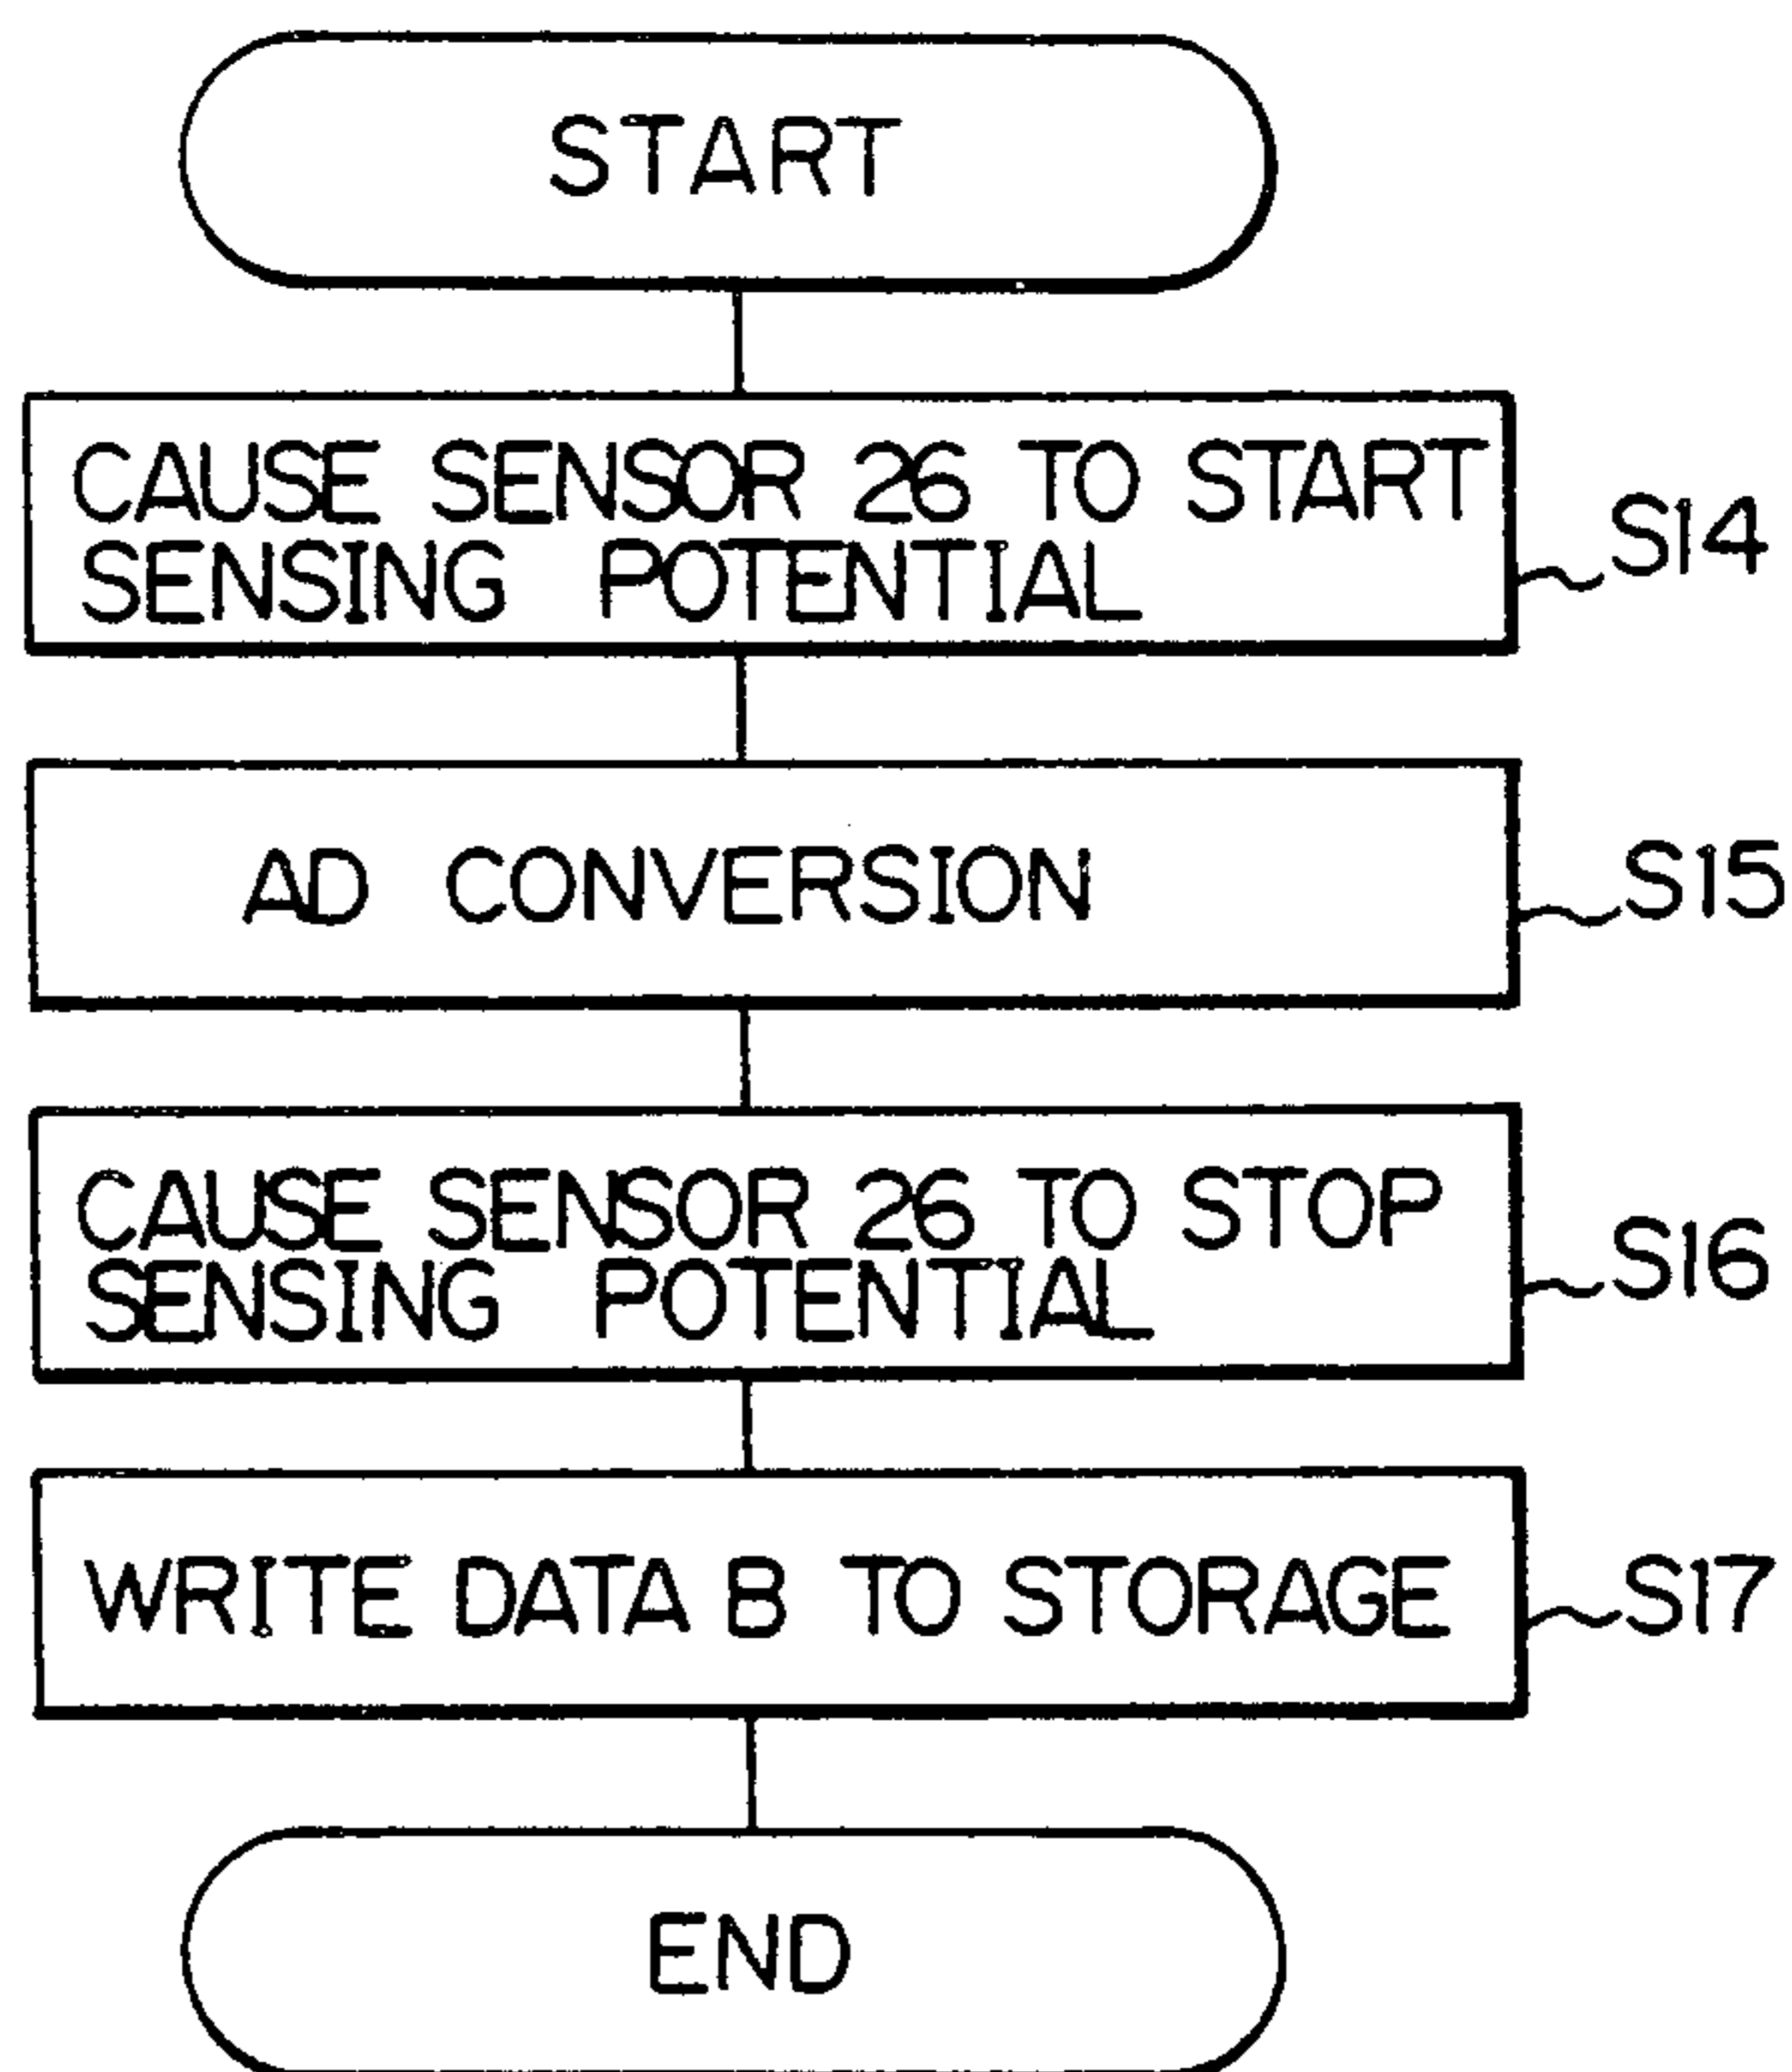 START
CAUSE SENSOR 26 TO START
SENSING POTENTIAL
S14
AD CONVERSION
S15
CAUSE SENSOR 26 TO STOP
SENSING POTENTIAL
S16
WRITE DATA B TO STORAGE
S17
END